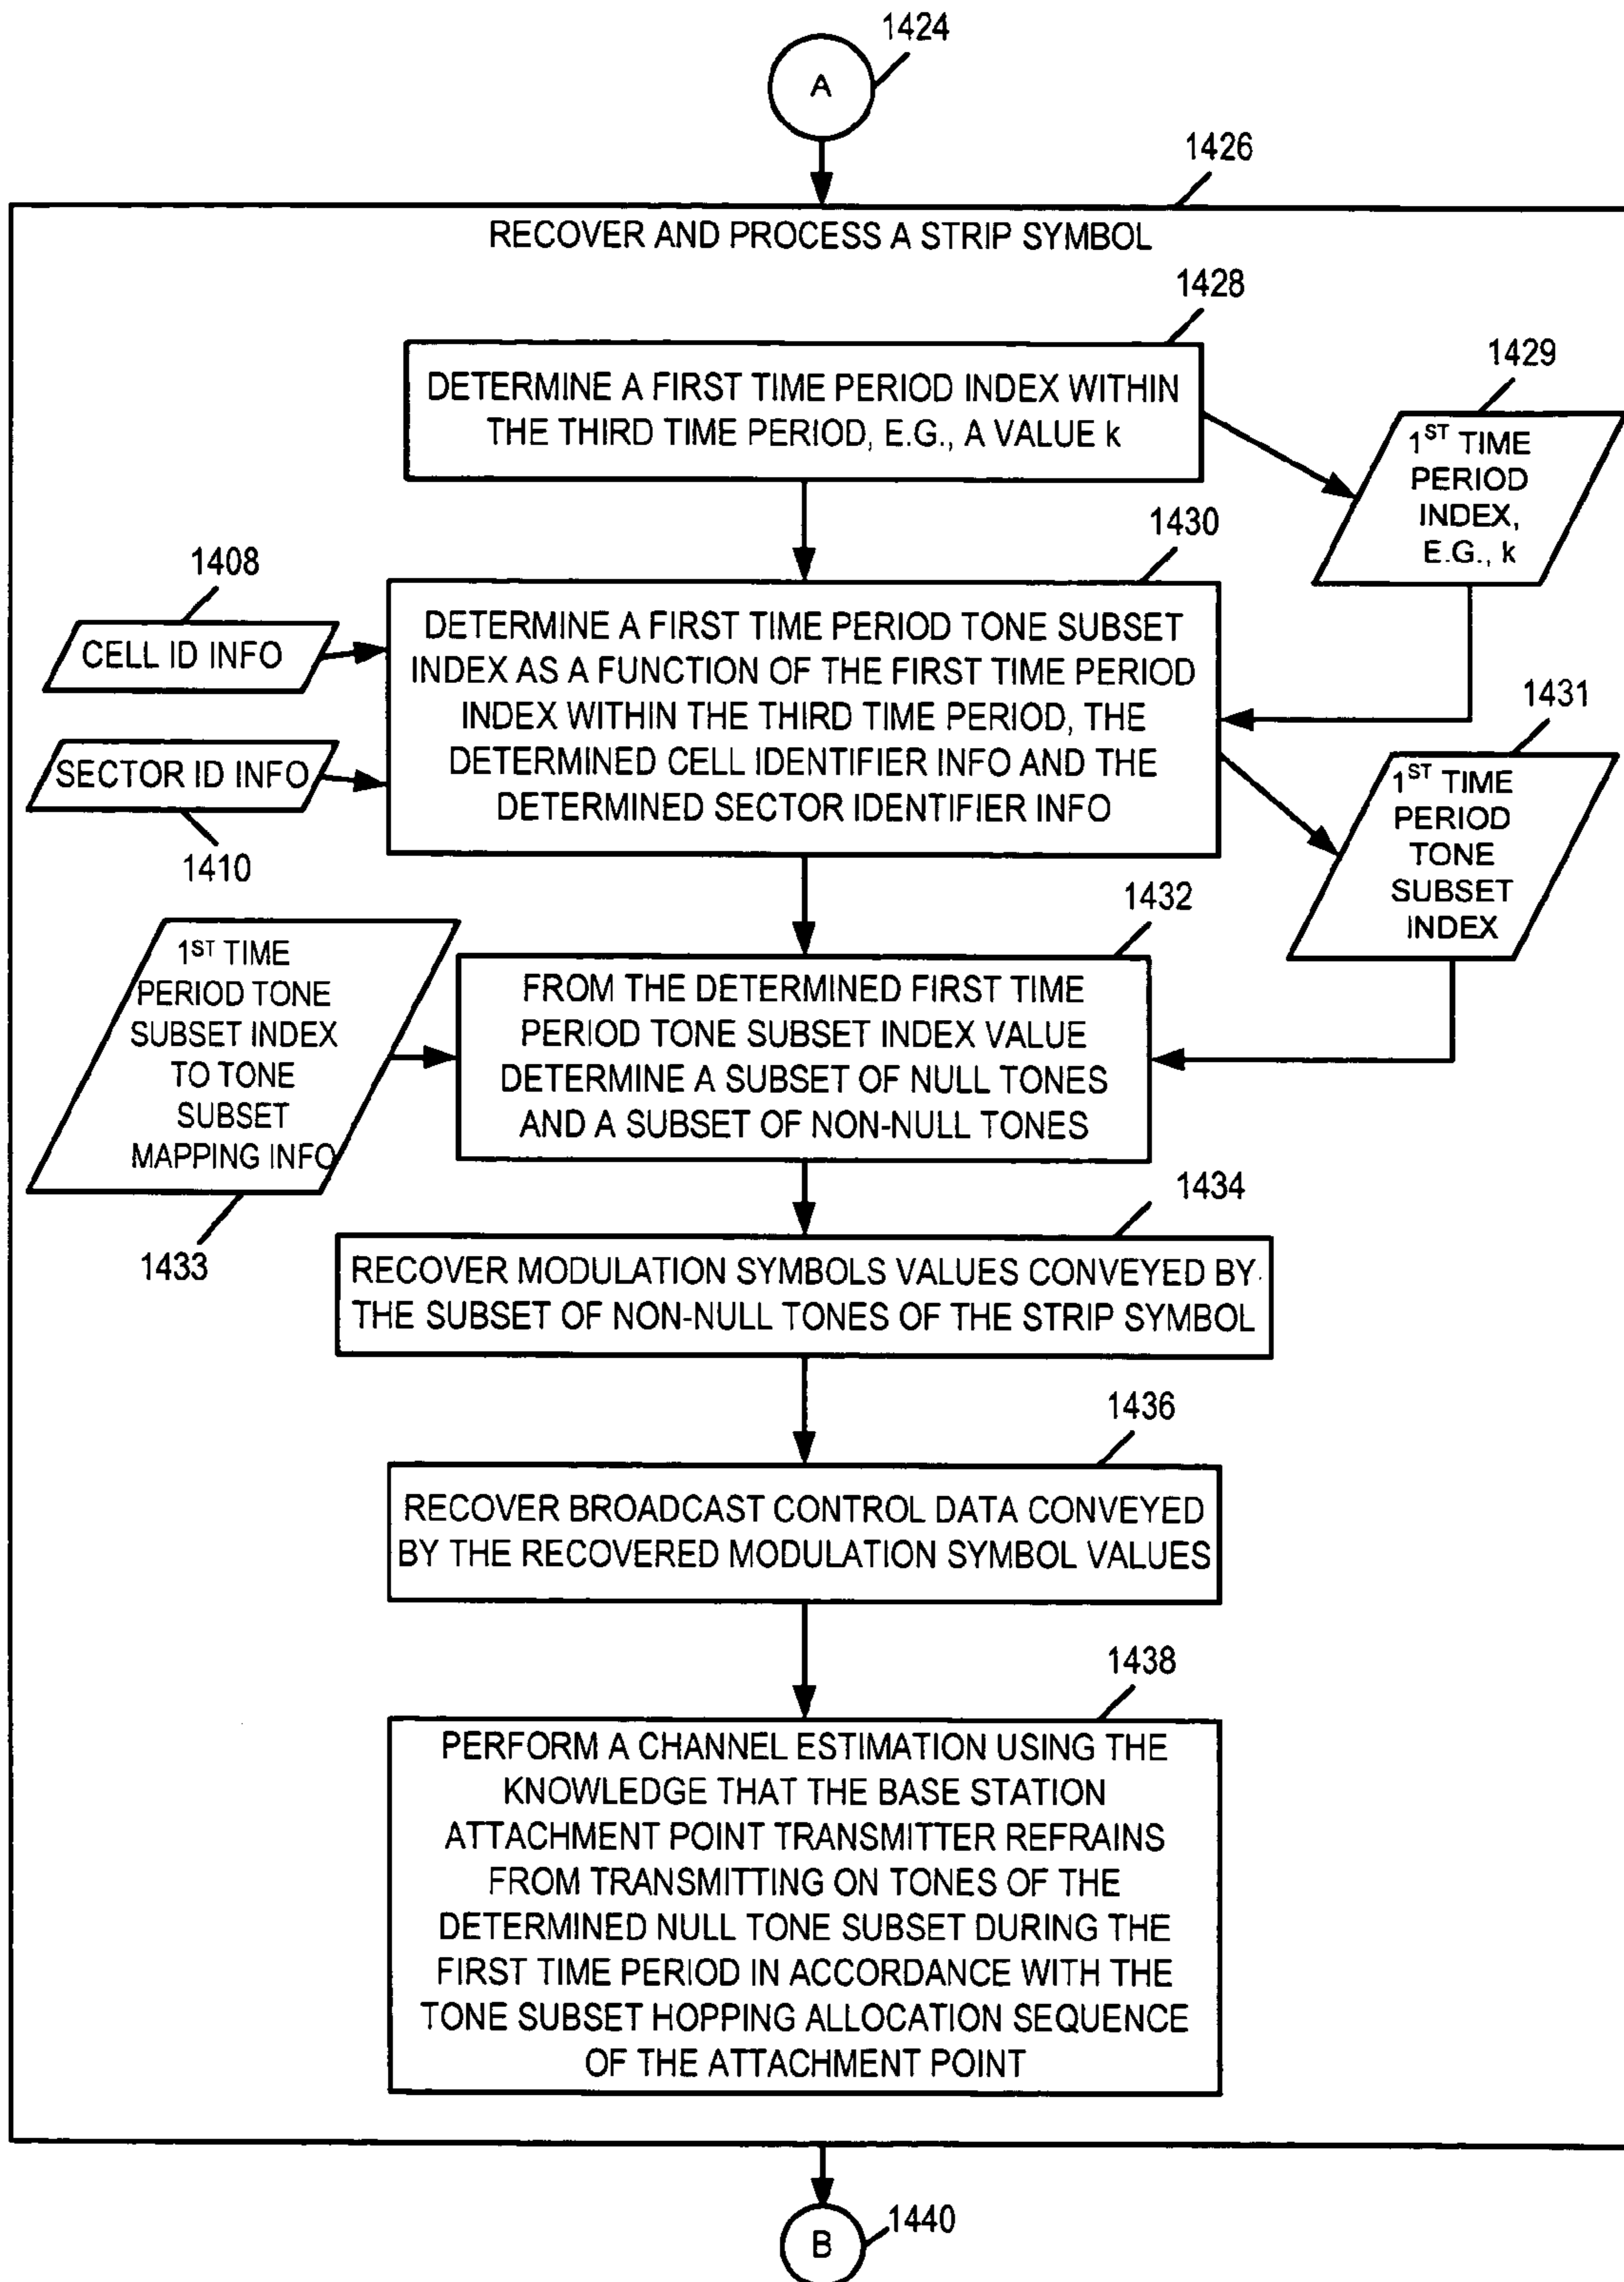 1424
A
1426
RECOVER AND PROCESS A STRIP SYMBOL
1428
DETERMINE A FIRST TIME PERIOD INDEX WITHIN
THE THIRD TIME PERIOD, E.G., A VALUE k
1429
1ST TIME
PERIOD
INDEX,
E.G., k
1430
1408
CELL ID INFO
DETERMINE A FIRST TIME PERIOD TONE SUBSET
INDEX AS A FUNCTION OF THE FIRST TIME PERIOD
INDEX WITHIN THE THIRD TIME PERIOD, THE
DETERMINED CELL IDENTIFIER INFO AND THE
DETERMINED SECTOR IDENTIFIER INFO
SECTOR ID INFO
1410
1431
1ST TIME
PERIOD
TONE
SUBSET
INDEX
1432
1ST TIME
PERIOD TONE
SUBSET INDEX
TO TONE
SUBSET
MAPPING INFO
1433
FROM THE DETERMINED FIRST TIME
PERIOD TONE SUBSET INDEX VALUE
DETERMINE A SUBSET OF NULL TONES
AND A SUBSET OF NON-NULL TONES
1434
RECOVER MODULATION SYMBOLS VALUES CONVEYED BY
THE SUBSET OF NON-NULL TONES OF THE STRIP SYMBOL
1436
RECOVER BROADCAST CONTROL DATA CONVEYED
BY THE RECOVERED MODULATION SYMBOL VALUES
1438
PERFORM A CHANNEL ESTIMATION USING THE
KNOWLEDGE THAT THE BASE STATION
ATTACHMENT POINT TRANSMITTER REFRAINS
FROM TRANSMITTING ON TONES OF THE
DETERMINED NULL TONE SUBSET DURING THE
FIRST TIME PERIOD IN ACCORDANCE WITH THE
TONE SUBSET HOPPING ALLOCATION SEQUENCE
OF THE ATTACHMENT POINT
B
1440